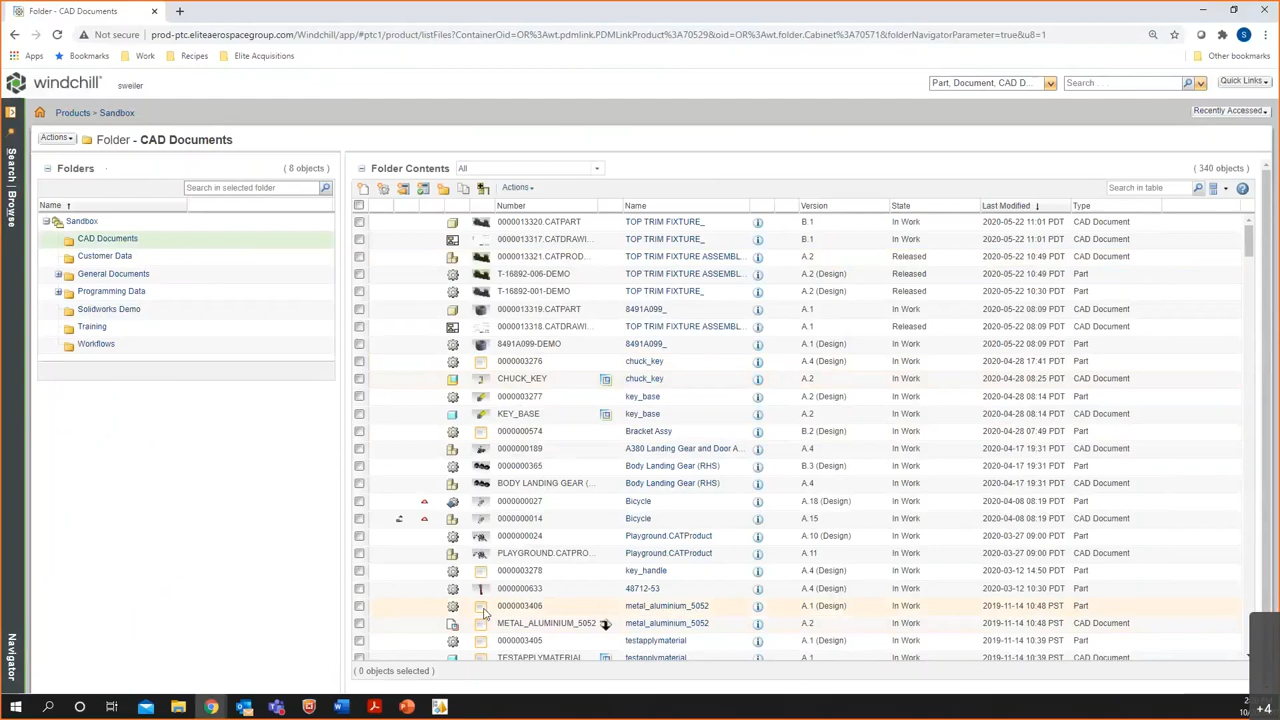 Folder - CAD Documents
Not secure prod-ptc.eliteaerospacegroup.com/Windchill/app/#ptc1/product/listFiles?ContainerOid=OR%3Awt.pdmlink.PDMLinkProduct%3A70529&oid=OR%3Awt.folder.Cabinet%3A70571&folderNavigatorParameter=true&u8=1
Apps Bookmarks Work Recipes Elite Acquisitions Other bookmarks
windchill sweiler Part, Document, CAD D... Search ... Quick Links
Products > Sandbox Recently Accessed
Actions Folder - CAD Documents
Folders ( 8 objects )
Search in selected folder
Name
Sandbox
CAD Documents
Customer Data
General Documents
Programming Data
Solidworks Demo
Training
Workflows
Search Browse
Navigator
Folder Contents All ( 340 objects )
Actions Search in table
Number Name Version State Last Modified Type
0000013320.CATPART TOP TRIM FIXTURE_ B.1 In Work 2020-05-22 11:01 PDT CAD Document
0000013317.CATDRAWI... TOP TRIM FIXTURE_ B.1 In Work 2020-05-22 11:01 PDT CAD Document
0000013321.CATPROD... TOP TRIM FIXTURE ASSEMBL... A.2 Released 2020-05-22 10:49 PDT CAD Document
T-16892-006-DEMO TOP TRIM FIXTURE ASSEMBL... A.2 (Design) Released 2020-05-22 10:49 PDT Part
T-16892-001-DEMO TOP TRIM FIXTURE_ A.2 (Design) Released 2020-05-22 10:30 PDT Part
0000013319.CATPART 8491A099_ A.1 In Work 2020-05-22 08:09 PDT CAD Document
0000013318.CATDRAWI... TOP TRIM FIXTURE ASSEMBL... A.1 Released 2020-05-22 08:09 PDT CAD Document
8491A099-DEMO 8491A099_ A.1 (Design) In Work 2020-05-22 08:09 PDT Part
0000003276 chuck_key A.4 (Design) In Work 2020-04-28 17:41 PDT Part
CHUCK_KEY chuck_key A.2 In Work 2020-04-28 08:25 PDT CAD Document
0000003277 key_base A.2 (Design) In Work 2020-04-28 08:14 PDT Part
KEY_BASE key_base A.2 In Work 2020-04-28 08:14 PDT CAD Document
0000000574 Bracket Assy B.2 (Design) In Work 2020-04-28 07:49 PDT Part
0000000189 A380 Landing Gear and Door A... A.4 In Work 2020-04-17 19:31 PDT CAD Document
0000000365 Body Landing Gear (RHS) B.3 (Design) In Work 2020-04-17 19:31 PDT Part
BODY LANDING GEAR (... Body Landing Gear (RHS) A.4 In Work 2020-04-17 19:31 PDT CAD Document
0000000027 Bicycle A.18 (Design) In Work 2020-04-08 08:19 PDT Part
0000000014 Bicycle A.15 In Work 2020-04-08 08:19 PDT CAD Document
0000000024 Playground.CATProduct A.10 (Design) In Work 2020-03-27 09:00 PDT Part
PLAYGROUND.CATPRO... Playground.CATProduct A.11 In Work 2020-03-27 09:00 PDT CAD Document
0000003278 key_handle A.4 (Design) In Work 2020-03-12 14:50 PDT Part
0000000633 48712-53 A.4 (Design) In Work 2020-03-12 10:30 PDT Part
0000003406 metal_aluminium_5052 A.1 (Design) In Work 2019-11-14 10:48 PST Part
METAL_ALUMINIUM_5052 metal_aluminium_5052 A.2 In Work 2019-11-14 10:48 PST CAD Document
0000003405 testapplymaterial A.1 (Design) In Work 2019-11-14 10:39 PST Part
TESTAPPLYMATERIAL testapplymaterial A.1 In Work 2019-11-14 10:38 PST CAD Document
( 0 objects selected )
+4